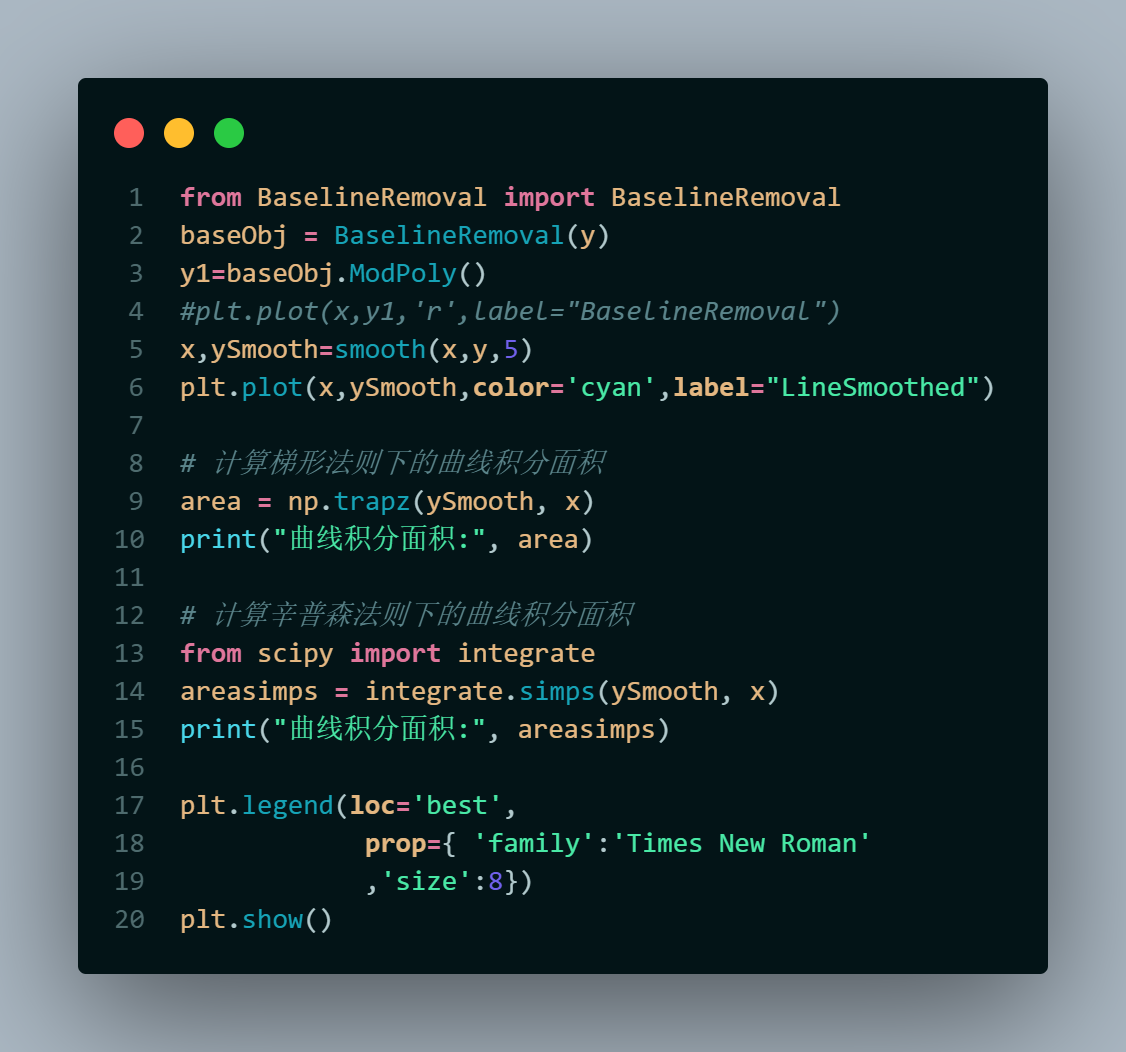 1 from BaselineRemoval import BaselineRemoval
2 baseObj = BaselineRemoval(y)
3 y1=baseObj.ModPoly()
4 #plt.plot(x,y1,'r',label="BaselineRemoval")
5 x,ySmooth=smooth(x,y,5)
6 plt.plot(x,ySmooth,color='cyan',label="LineSmoothed")
7
8 # 计算梯形法则下的曲线积分面积
9 area = np.trapz(ySmooth, x)
10 print("曲线积分面积:", area)
11
12 # 计算辛普森法则下的曲线积分面积
13 from scipy import integrate
14 areasimps = integrate.simps(ySmooth, x)
15 print("曲线积分面积:", areasimps)
16
17 plt.legend(loc='best',
18             prop={ 'family':'Times New Roman'
19             ,'size':8})
20 plt.show()